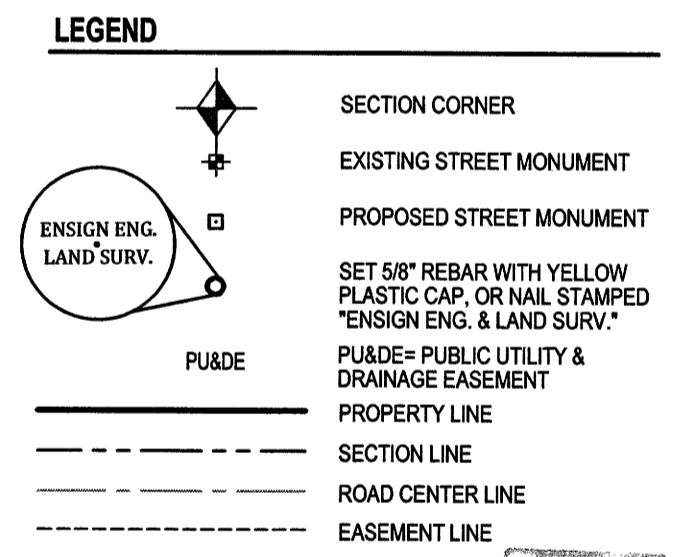 LEGEND
SECTION CORNER
EXISTING STREET MONUMENT
ENSIGN ENG.
LAND SURV.
PROPOSED STREET MONUMENT
SET 5/8" REBAR WITH YELLOW
PLASTIC CAP, OR NAIL STAMPED
"ENSIGN ENG. & LAND SURV."
PU&DE
PU&DE= PUBLIC UTILITY &
DRAINAGE EASEMENT
PROPERTY LINE
SECTION LINE
ROAD CENTER LINE
EASEMENT LINE